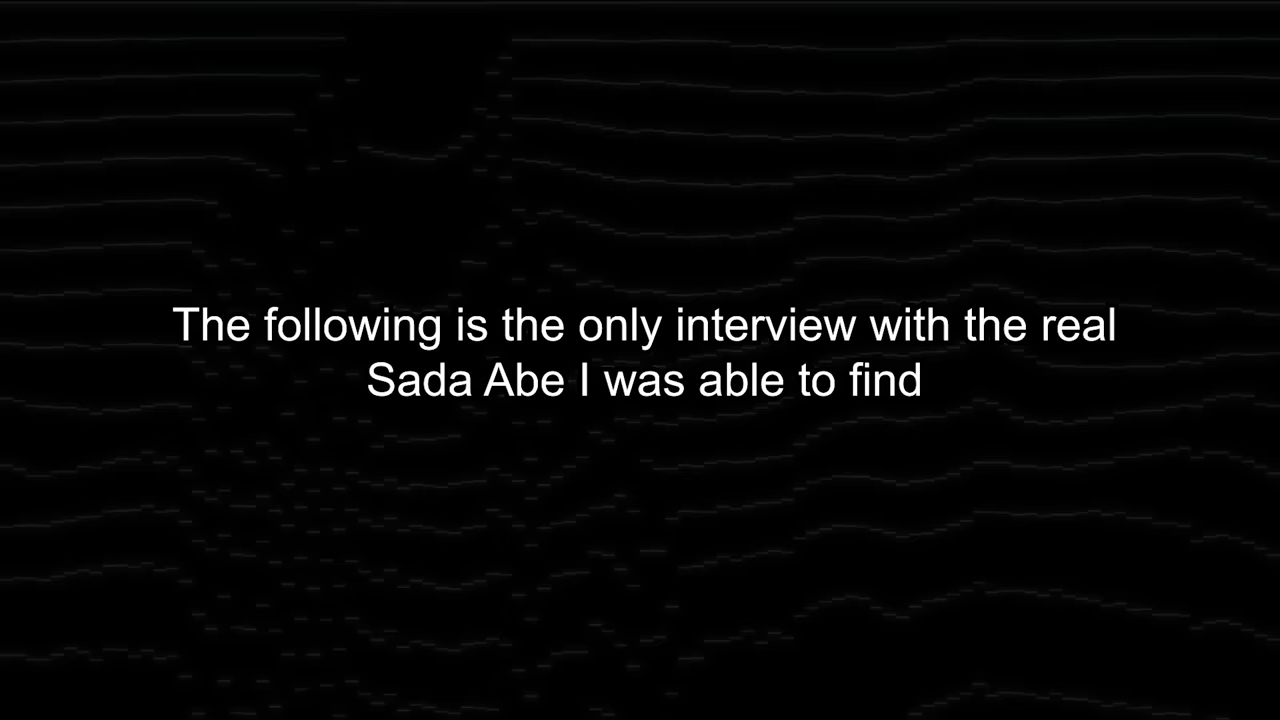 The following is the only interview with the real
Sada Abe I was able to find